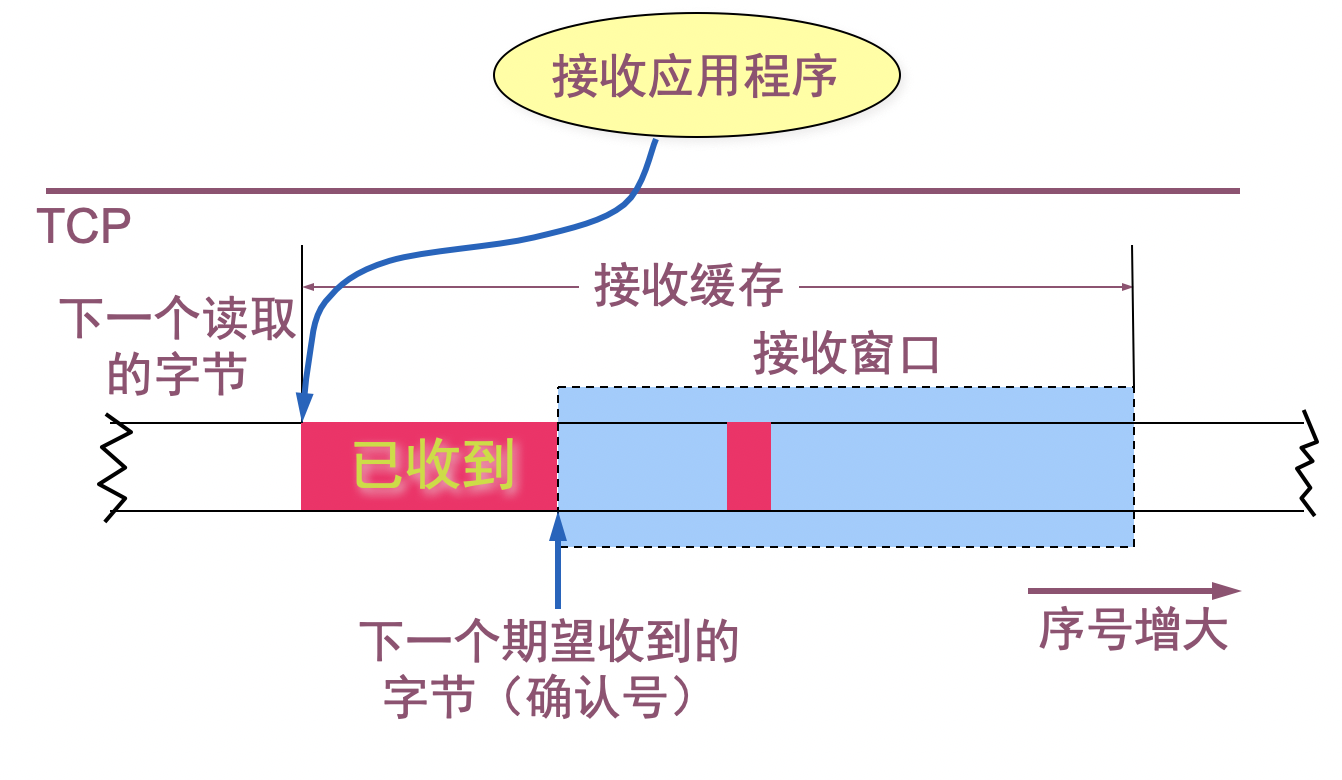 接收应用程序
TCP
接收缓存
下一个读取
的字节
接收窗口
已收到
下一个期望收到的
字节（确认号）
序号增大